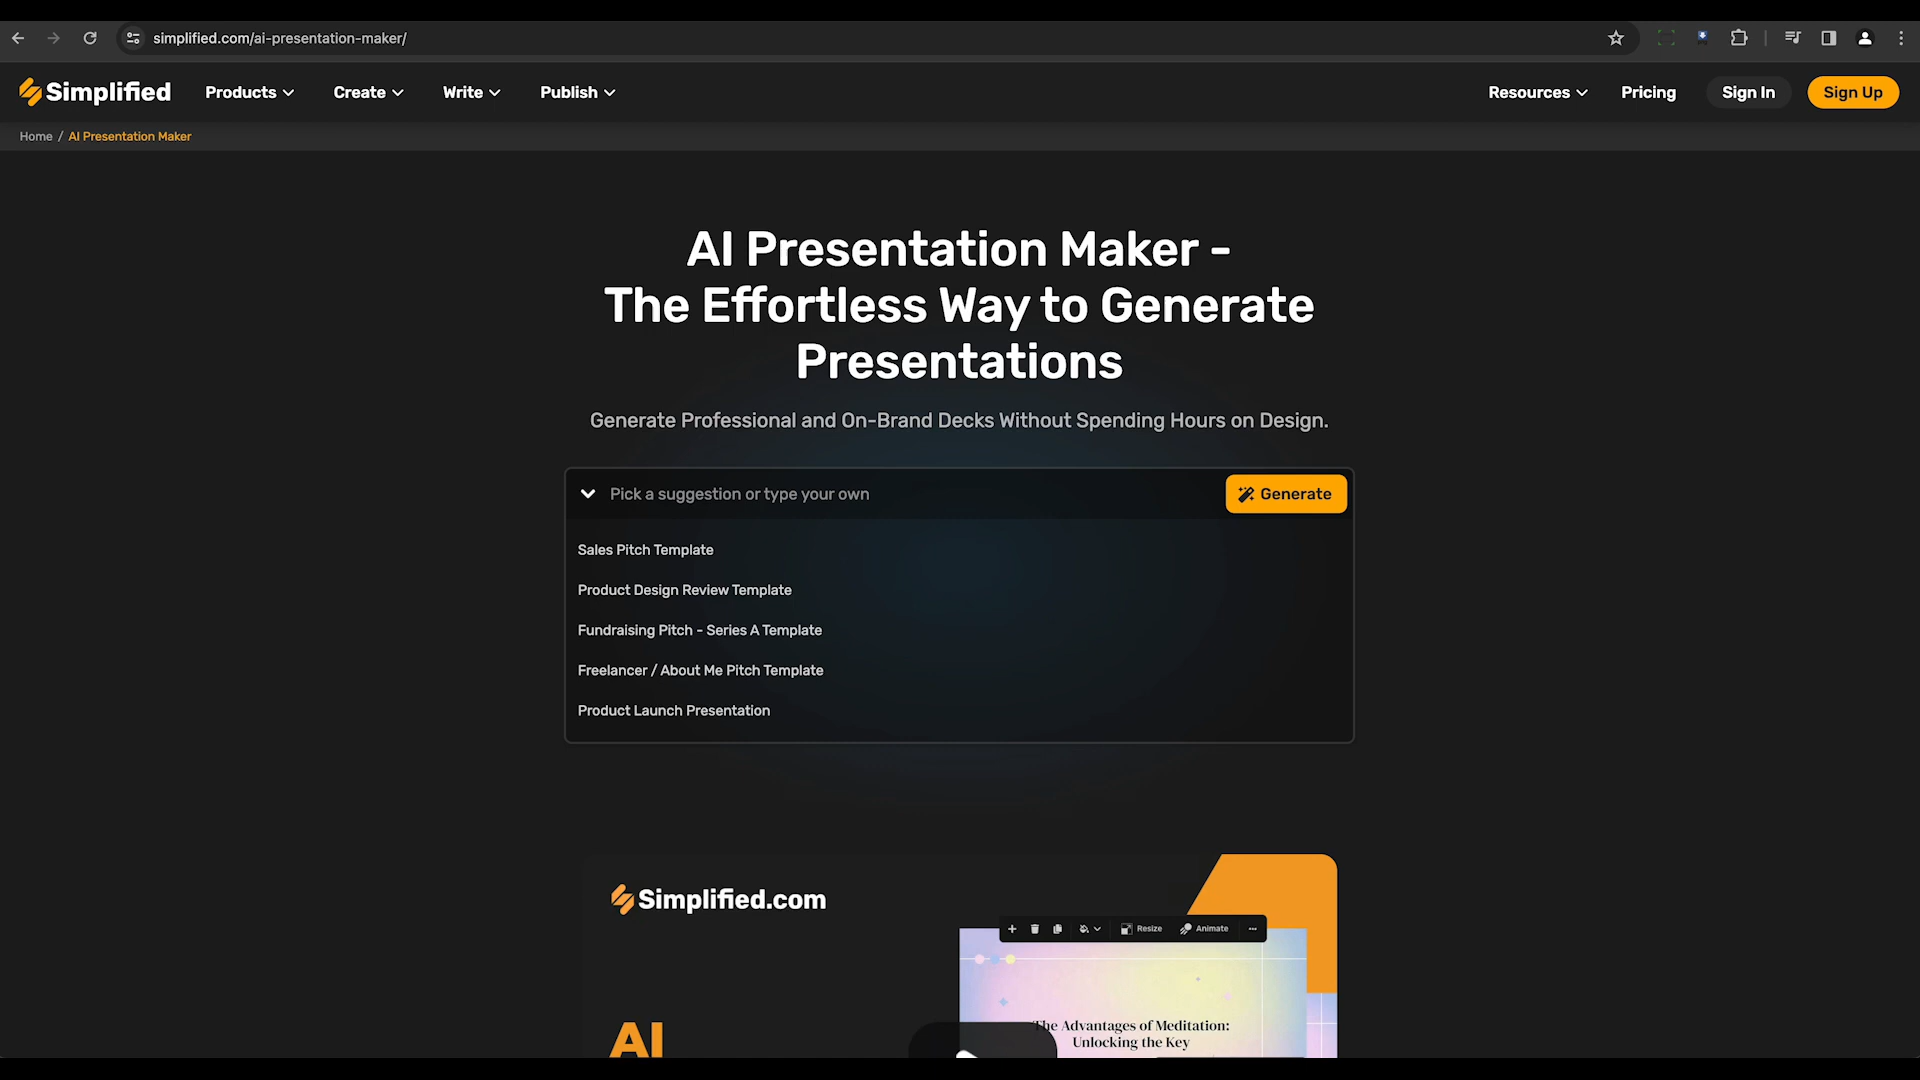 simplified.com/ai-presentation-maker/
Simplified Products Create Write Publish Resources Pricing Sign In Sign Up
Home / AI Presentation Maker
AI Presentation Maker -
The Effortless Way to Generate
Presentations
Generate Professional and On-Brand Decks Without Spending Hours on Design.
Pick a suggestion or type your own Generate
Sales Pitch Template
Product Design Review Template
Fundraising Pitch - Series A Template
Freelancer / About Me Pitch Template
Product Launch Presentation
Simplified.com
Resize Animate
The Advantages of Meditation:
Unlocking the Key
AI